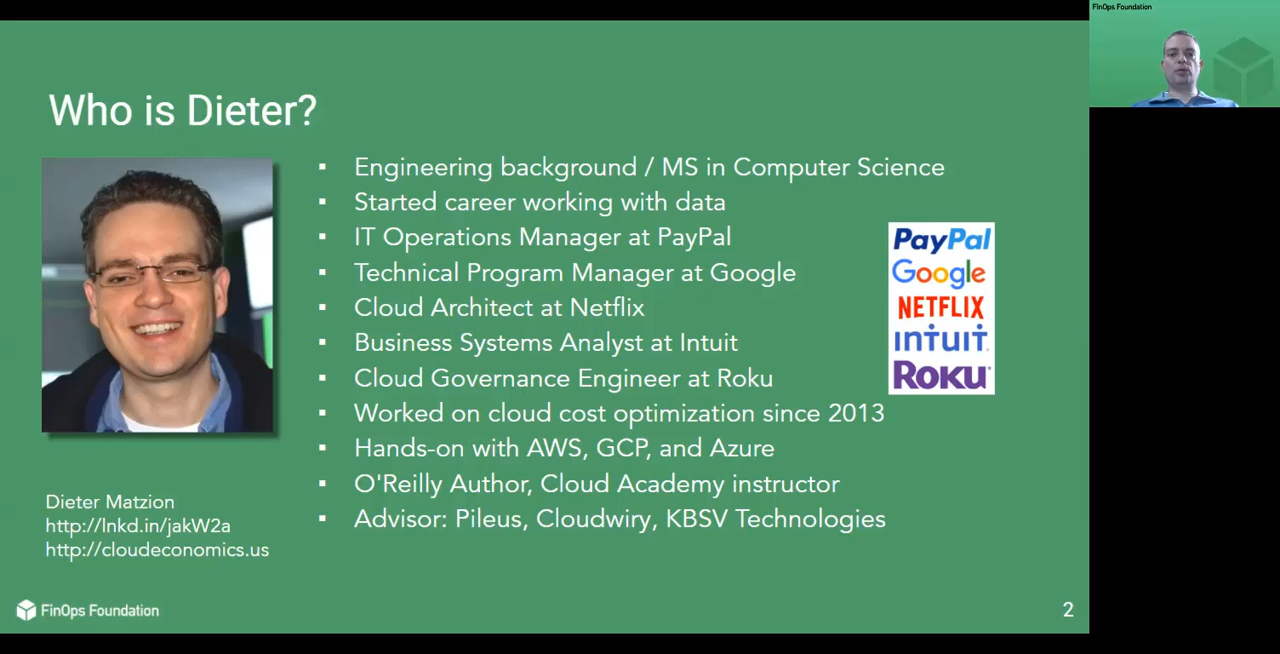 FinOps Foundation
Who is Dieter?
▪ Engineering background / MS in Computer Science
▪ Started career working with data
▪ IT Operations Manager at PayPal
▪ Technical Program Manager at Google
▪ Cloud Architect at Netflix
▪ Business Systems Analyst at Intuit
▪ Cloud Governance Engineer at Roku
▪ Worked on cloud cost optimization since 2013
▪ Hands-on with AWS, GCP, and Azure
▪ O'Reilly Author, Cloud Academy instructor
▪ Advisor: Pileus, Cloudwiry, KBSV Technologies
PayPal
Google
NETFLIX
intuit.
ROKU
Dieter Matzion
http://lnkd.in/jakW2a
http://cloudeconomics.us
FinOps Foundation
2